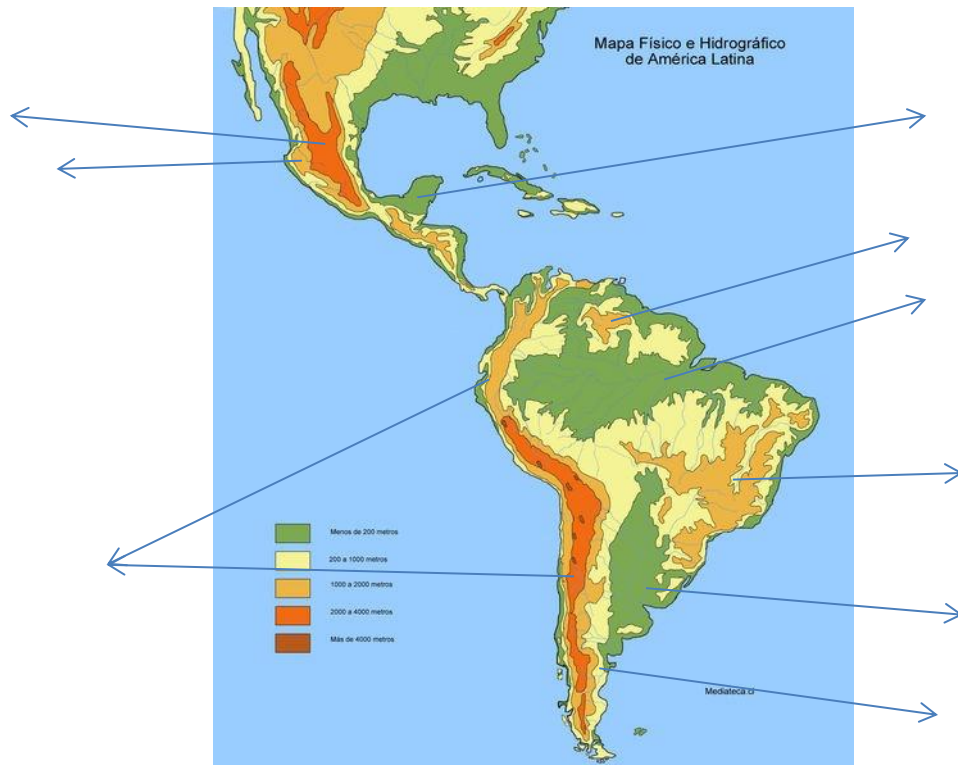 Mapa Físico e Hidrográfico
de América Latina
Menos de 200 metros
200 a 1000 metros
1000 a 2000 metros
2000 a 4000 metros
Más de 4000 metros
Mediateca cl